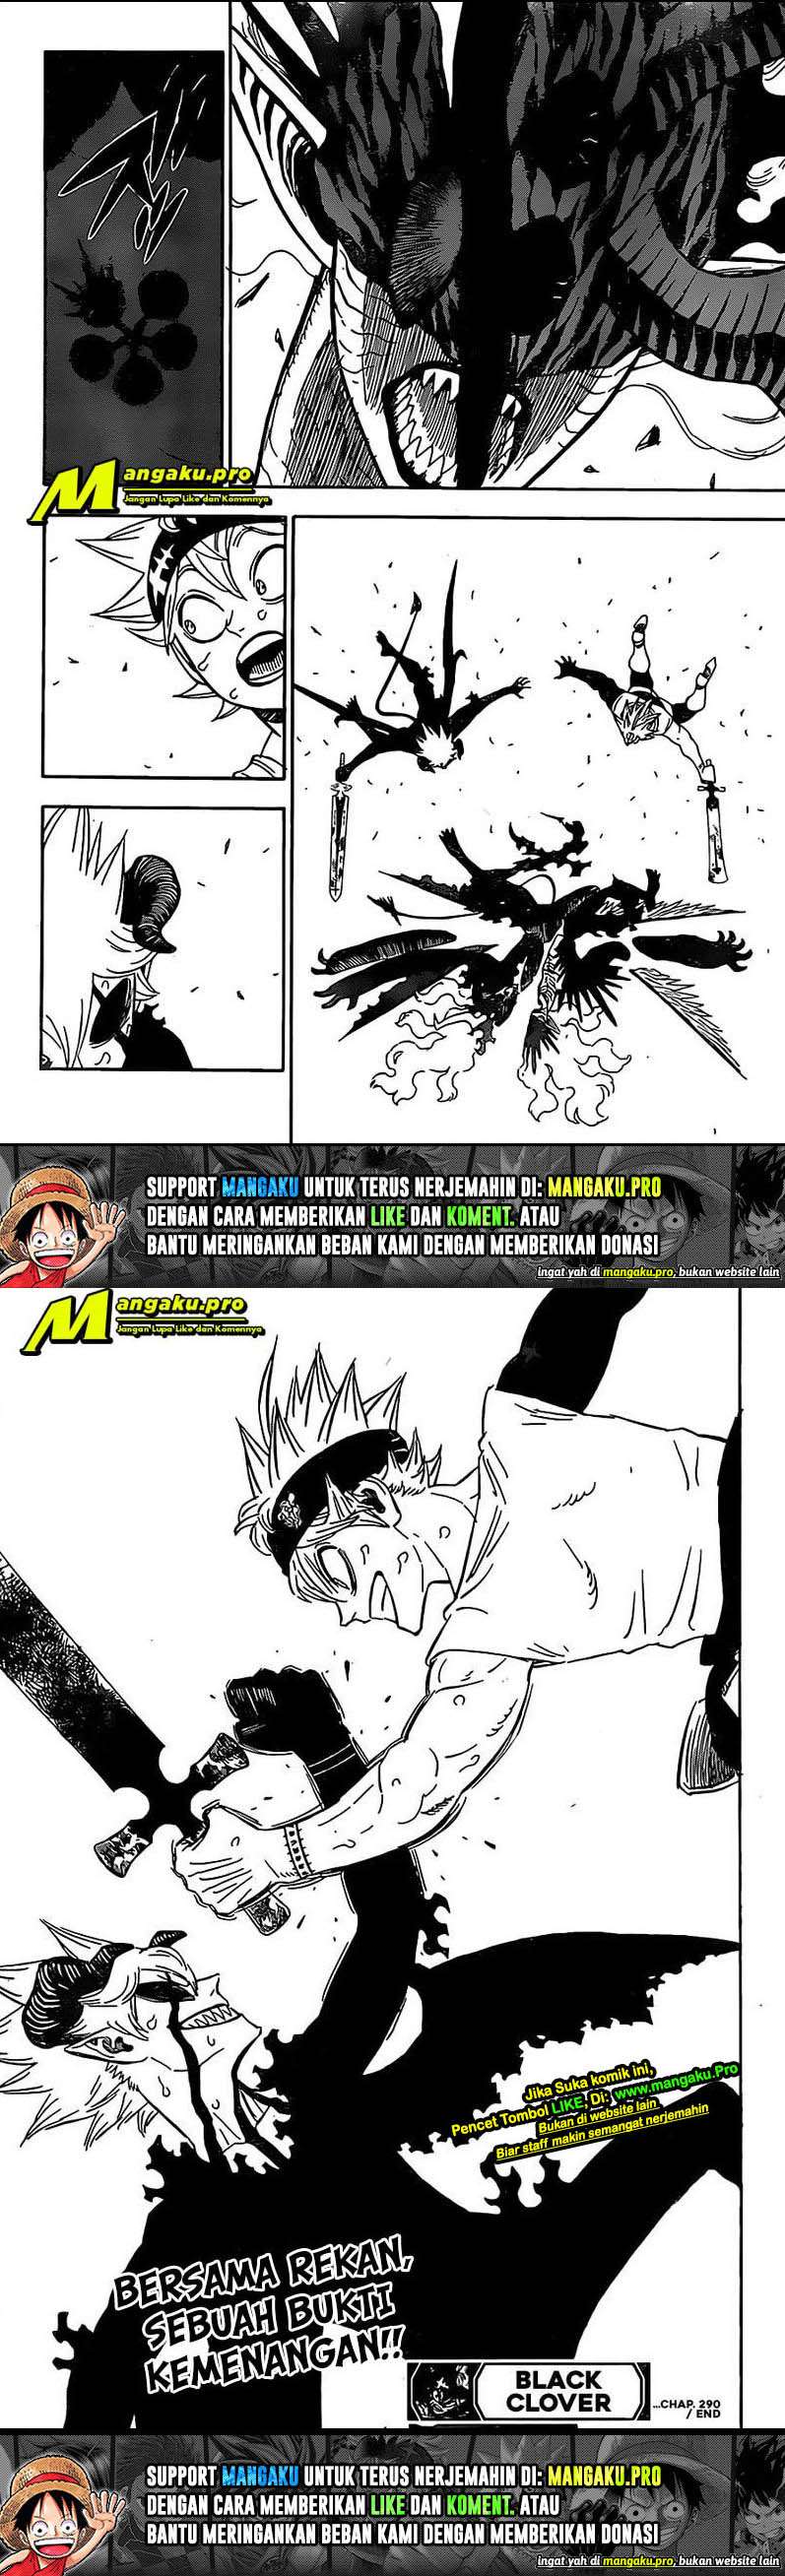 Mangaku.pro
Jangan Lupa Like dan Komennya
SUPPORT MANGAKU UNTUK TERUS NERJEMAHIN DI: MANGAKU.PRO
DENGAN CARA MEMBERIKAN LIKE DAN KOMENT. ATAU
BANTU MERINGANKAN BEBAN KAMI DENGAN MEMBERIKAN DONASI
ingat yah di mangaku.pro, bukan website lain
Mangaku.pro
Jangan Lupa Like dan Komennya
Jika Suka komik ini,
Pencet Tombol LIKE, Di: www.mangaku.Pro
Bukan di website lain
Biar staff makin semangat nerjemahin
BERSAMA REKAN,
SEBUAH BUKTI
KEMENANGAN!!
BLACK
CLOVER
...CHAP. 290
/ END
SUPPORT MANGAKU UNTUK TERUS NERJEMAHIN DI: MANGAKU.PRO
DENGAN CARA MEMBERIKAN LIKE DAN KOMENT. ATAU
BANTU MERINGANKAN BEBAN KAMI DENGAN MEMBERIKAN DONASI
ingat yah di mangaku.pro, bukan website lain